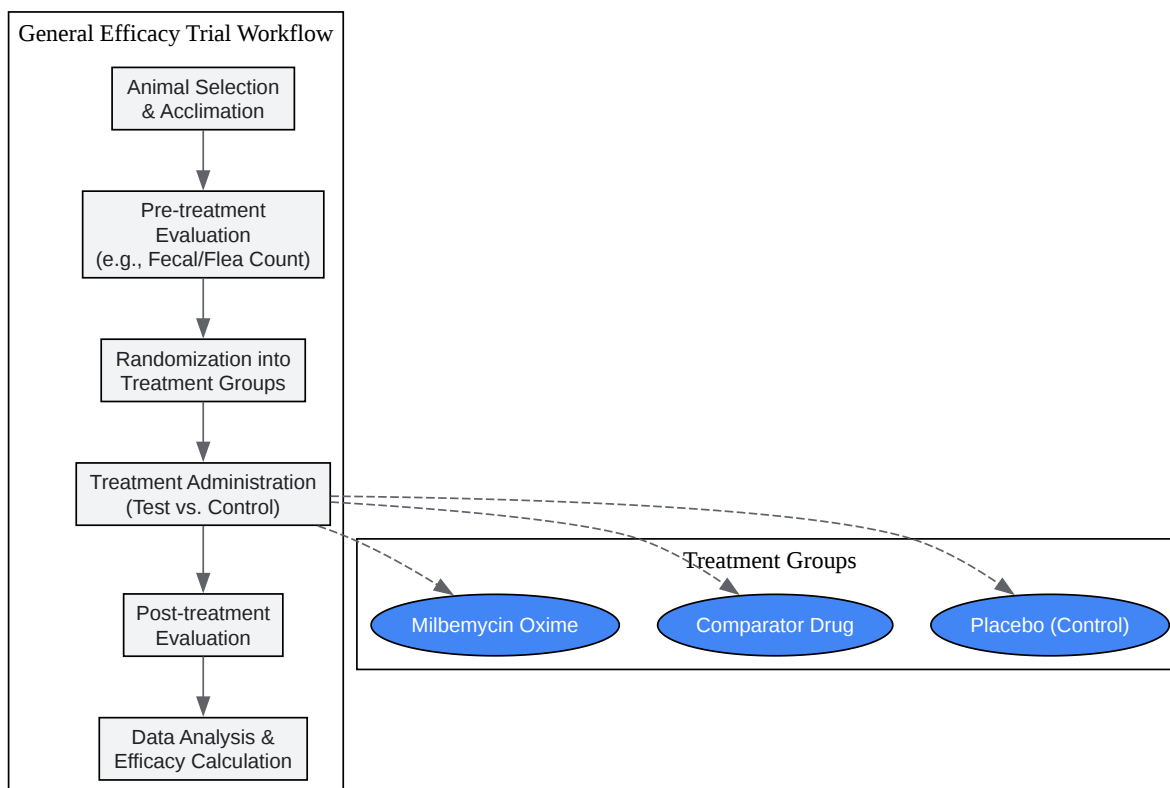 General Efficacy Trial Workflow
Animal Selection
& Acclimation
Pre-treatment
Evaluation
(e.g., Fecal/Flea Count)
Randomization into
Treatment Groups
Treatment Administration
(Test vs. Control)
Post-treatment
Evaluation
Data Analysis &
Efficacy Calculation
Treatment Groups
Milbemycin Oxime
Comparator Drug
Placebo (Control)